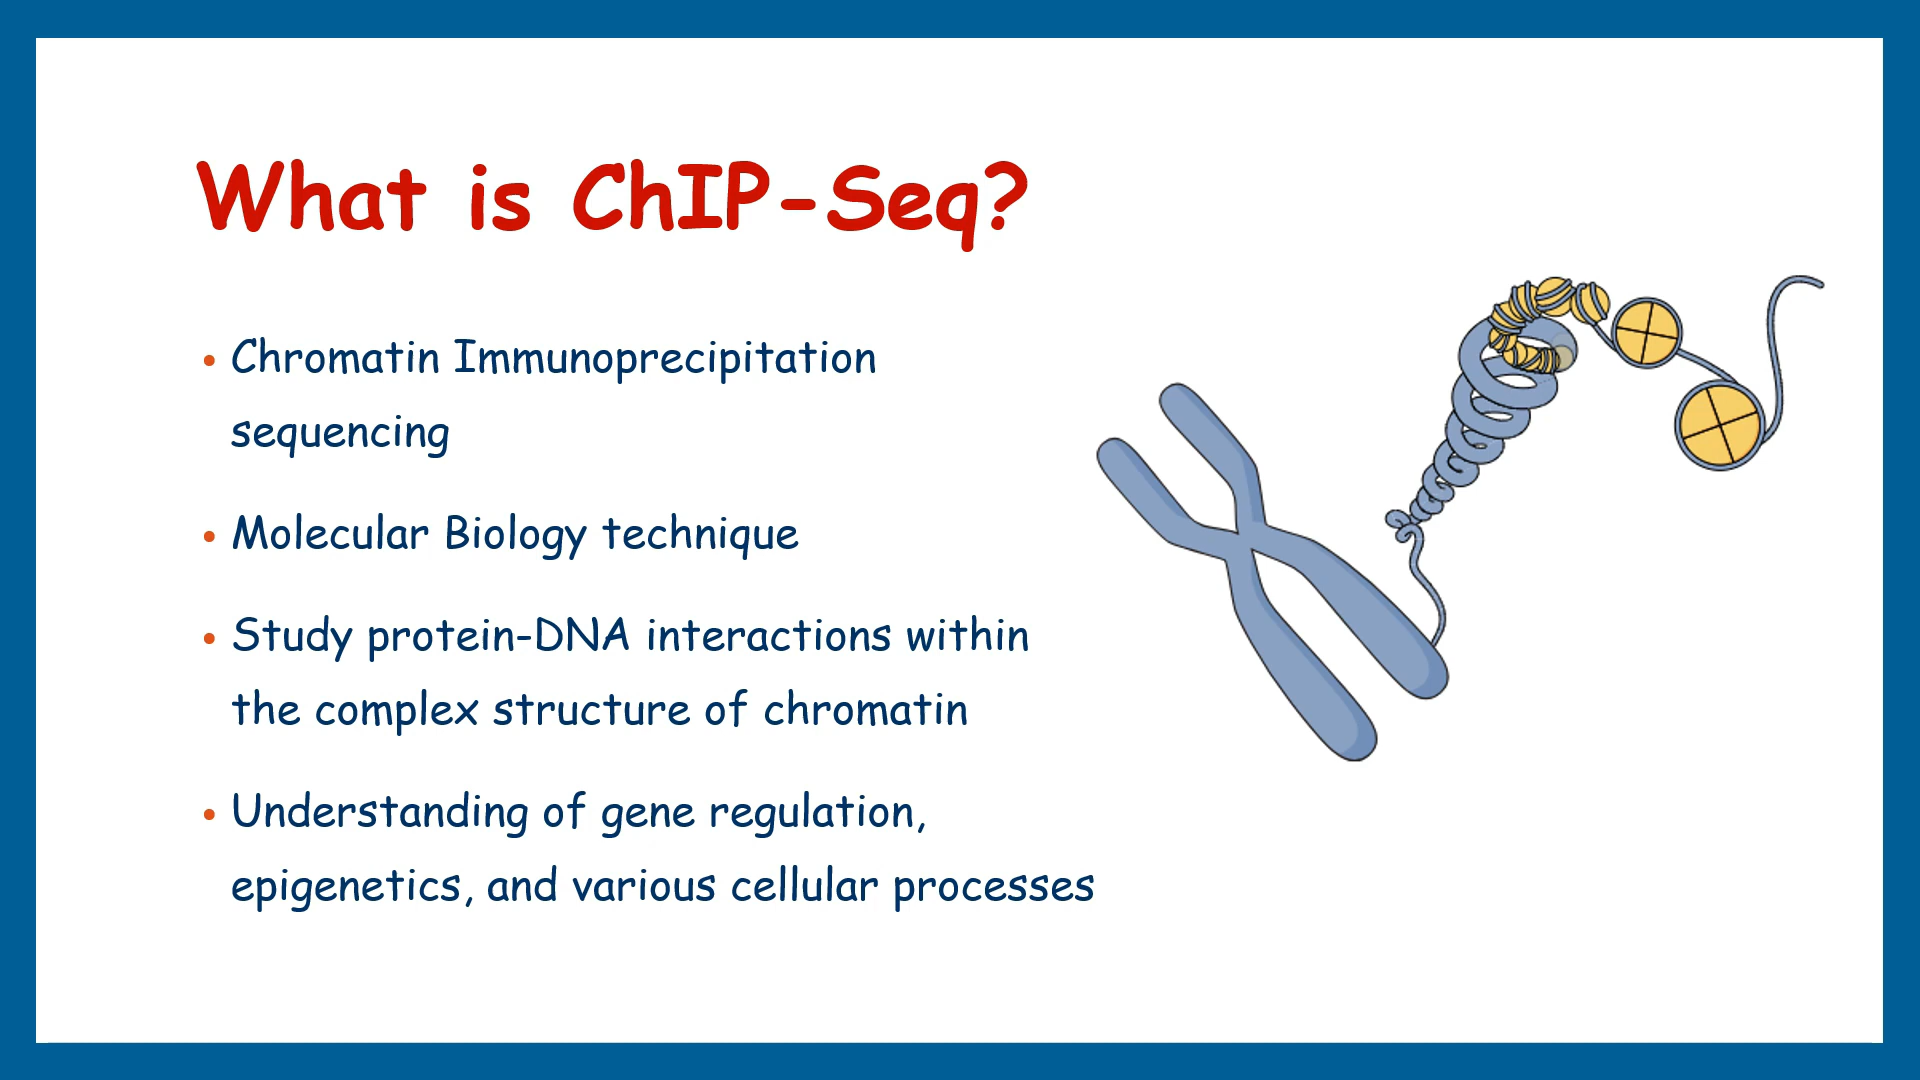 What is ChIP-Seq?
• Chromatin Immunoprecipitation
sequencing
• Molecular Biology technique
• Study protein-DNA interactions within
the complex structure of chromatin
• Understanding of gene regulation,
epigenetics, and various cellular processes